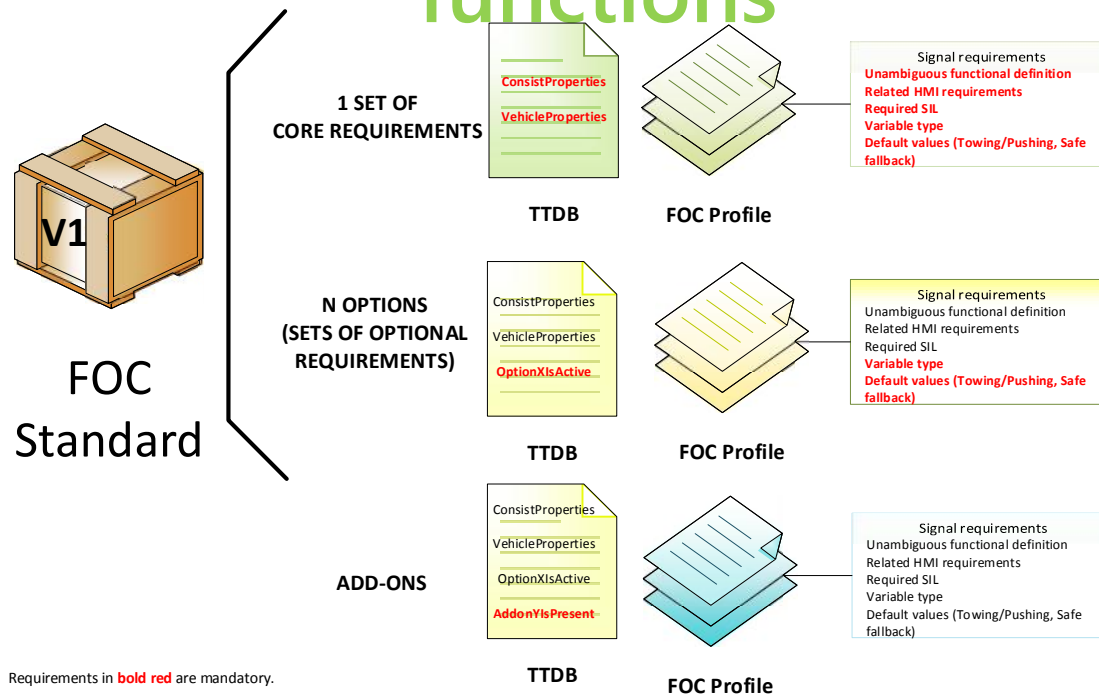 functions
1 SET OF
CORE REQUIREMENTS
ConsistProperties
VehicleProperties
TTDB
FOC Profile
Signal requirements
Unambiguous functional definition
Related HMI requirements
Required SIL
Variable type
Default values (Towing/Pushing, Safe
fallback)
V1
FOC
Standard
N OPTIONS
(SETS OF OPTIONAL
REQUIREMENTS)
ConsistProperties
VehicleProperties
OptionXIsActive
TTDB
FOC Profile
Signal requirements
Unambiguous functional definition
Related HMI requirements
Required SIL
Variable type
Default values (Towing/Pushing, Safe
fallback)
ADD-ONS
ConsistProperties
VehicleProperties
OptionXIsActive
AddonYIsPresent
TTDB
FOC Profile
Signal requirements
Unambiguous functional definition
Related HMI requirements
Required SIL
Variable type
Default values (Towing/Pushing, Safe
fallback)
Requirements in bold red are mandatory.